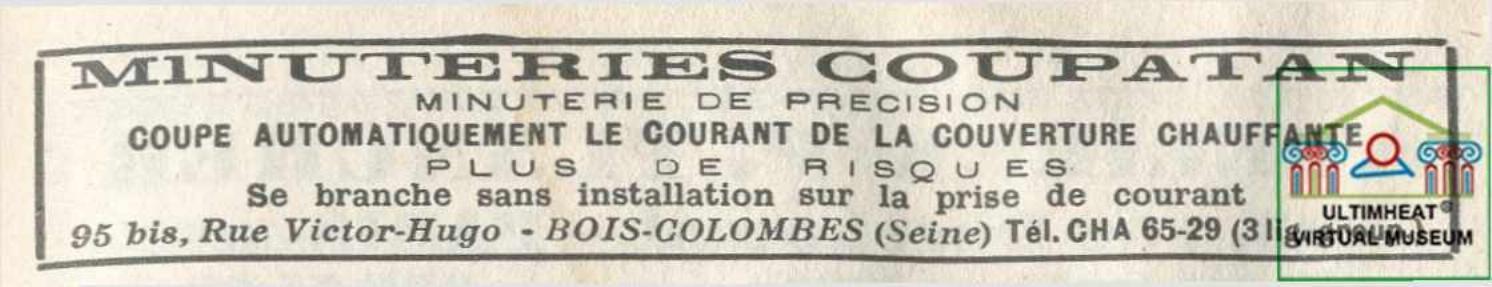 MINUTERIES COUPATAN
MINUTERIE DE PRECISION
COUPE AUTOMATIQUEMENT LE COURANT DE LA COUVERTURE CHAUFFANTE
PLUS DE RISQUES
Se branche sans installation sur la prise de courant
95 bis, Rue Victor-Hugo - BOIS-COLOMBES (Seine) Tél. CHA 65-29 (3 lig.
ULTIMHEAT®
VIRTUAL MUSEUM